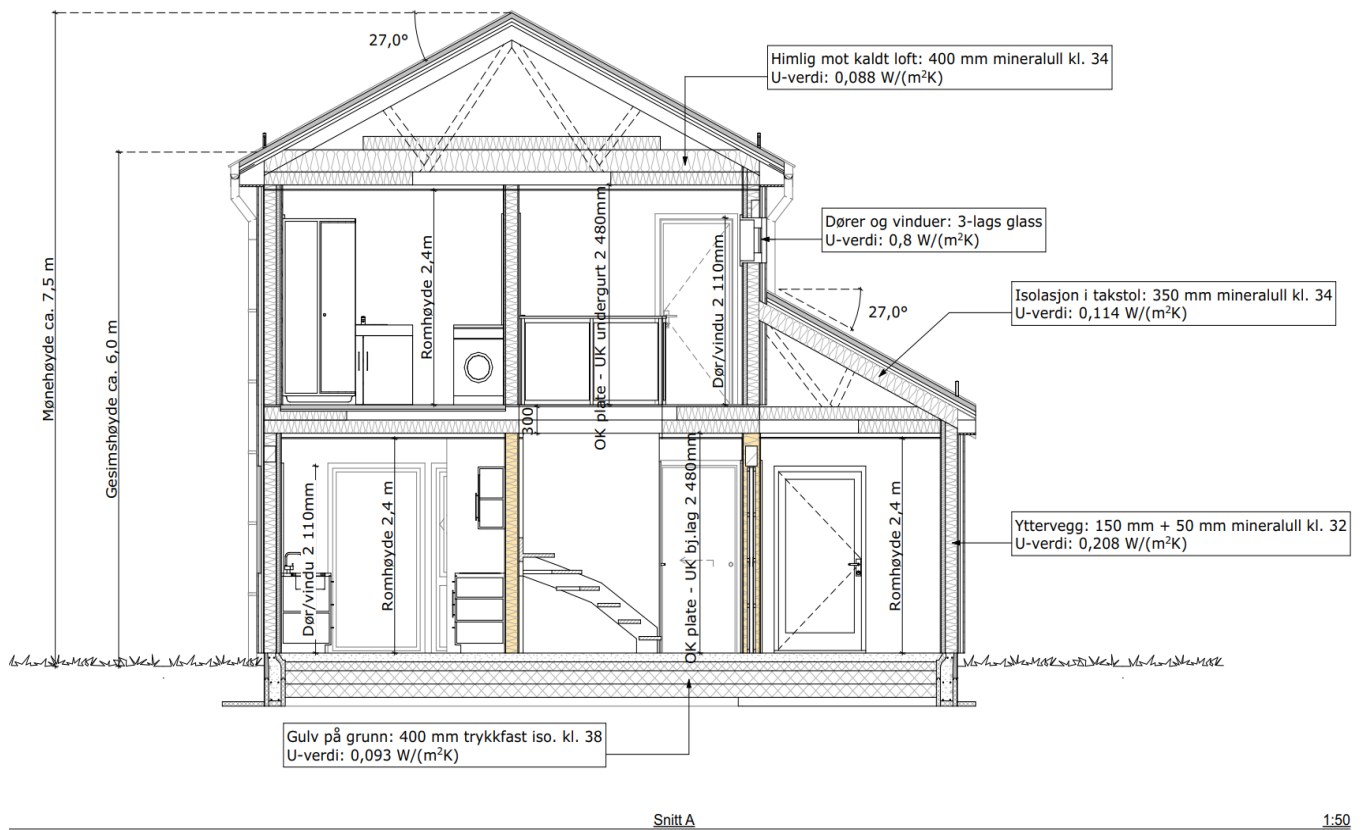 27,0°
Himlig mot kaldt loft: 400 mm mineralull kl. 34
U-verdi: 0,088 W/(m²K)
Dører og vinduer: 3-lags glass
U-verdi: 0,8 W/(m²K)
Mønehøyde ca. 7,5 m
Gesimshøyde ca. 6,0 m
Romhøyde 2,4m
OK plate - UK undergurt 2 480mm
Dør/vindu 2 110mm
Isolasjon i takstol: 350 mm mineralull kl. 34
U-verdi: 0,114 W/(m²K)
27,0°
300
Dør/vindu 2 110mm
Romhøyde 2,4 m
OK plate - UK bj.lag 2 480mm
Romhøyde 2,4 m
Yttervegg: 150 mm + 50 mm mineralull kl. 32
U-verdi: 0,208 W/(m²K)
Gulv på grunn: 400 mm trykkfast iso. kl. 38
U-verdi: 0,093 W/(m²K)
Snitt A
1:50